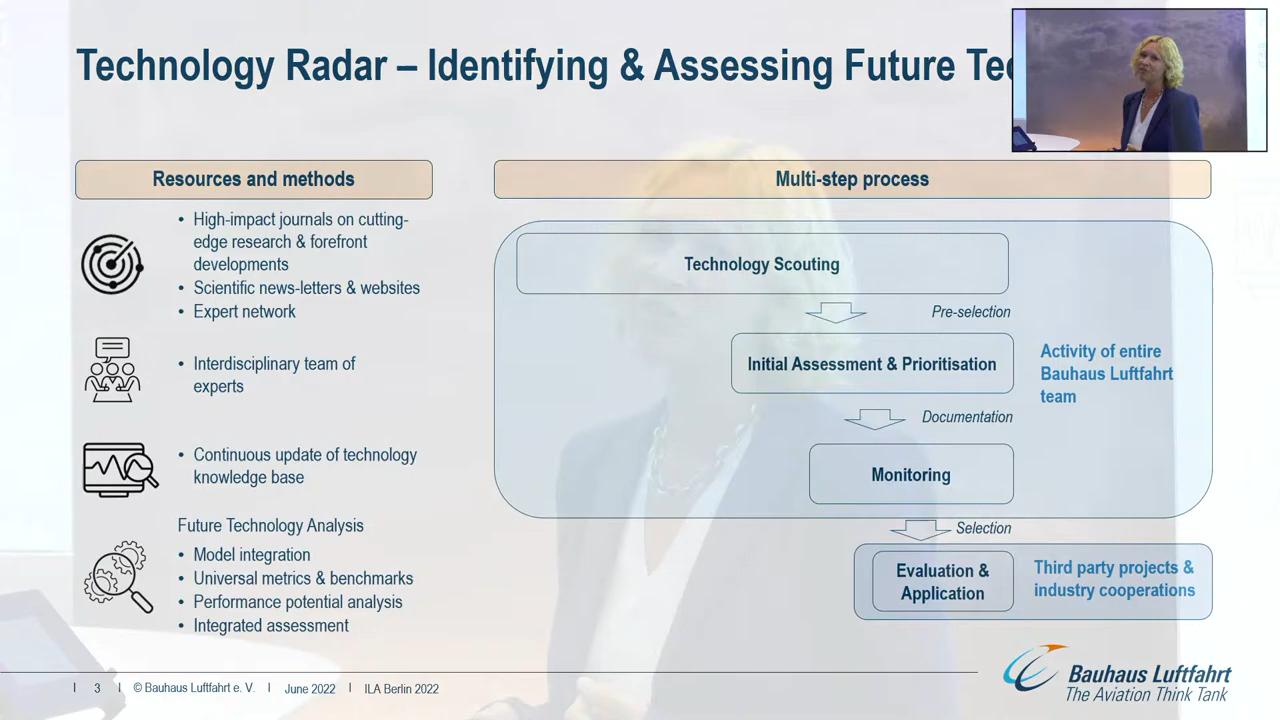 Technology Radar – Identifying & Assessing Future
Resources and methods
• High-impact journals on cutting-
edge research & forefront
developments
• Scientific news-letters & websites
• Expert network
• Interdisciplinary team of
experts
• Continuous update of technology
knowledge base
Future Technology Analysis
• Model integration
• Universal metrics & benchmarks
• Performance potential analysis
• Integrated assessment
Multi-step process
Technology Scouting
Pre-selection
Initial Assessment & Prioritisation
Activity of entire
Bauhaus Luftfahrt
team
Documentation
Monitoring
Selection
Evaluation &
Application
Third party projects &
industry cooperations
3 © Bauhaus Luftfahrt e. V. June 2022 ILA Berlin 2022
Bauhaus Luftfahrt
The Aviation Think Tank